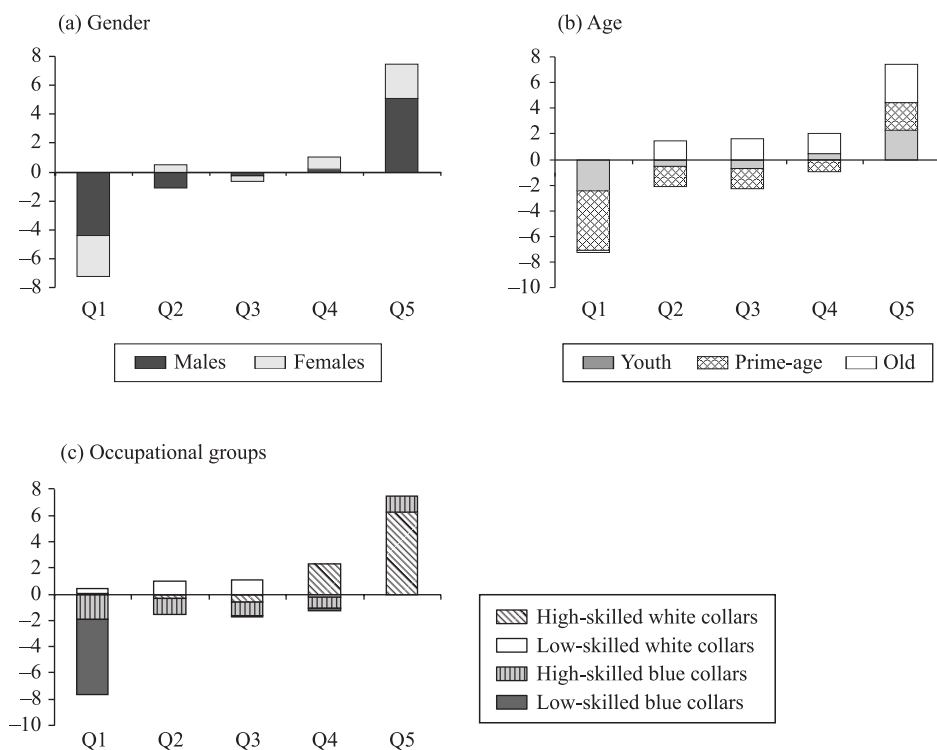 (a) Gender
8
6
4
2
0
–2
–4
–6
–8
Q1 Q2 Q3 Q4 Q5
Males Females
(b) Age
8
6
4
2
0
–2
–4
–6
–8
–10
Q1 Q2 Q3 Q4 Q5
Youth Prime-age Old
(c) Occupational groups
8
6
4
2
0
–2
–4
–6
–8
–10
Q1 Q2 Q3 Q4 Q5
High-skilled white collars
Low-skilled white collars
High-skilled blue collars
Low-skilled blue collars